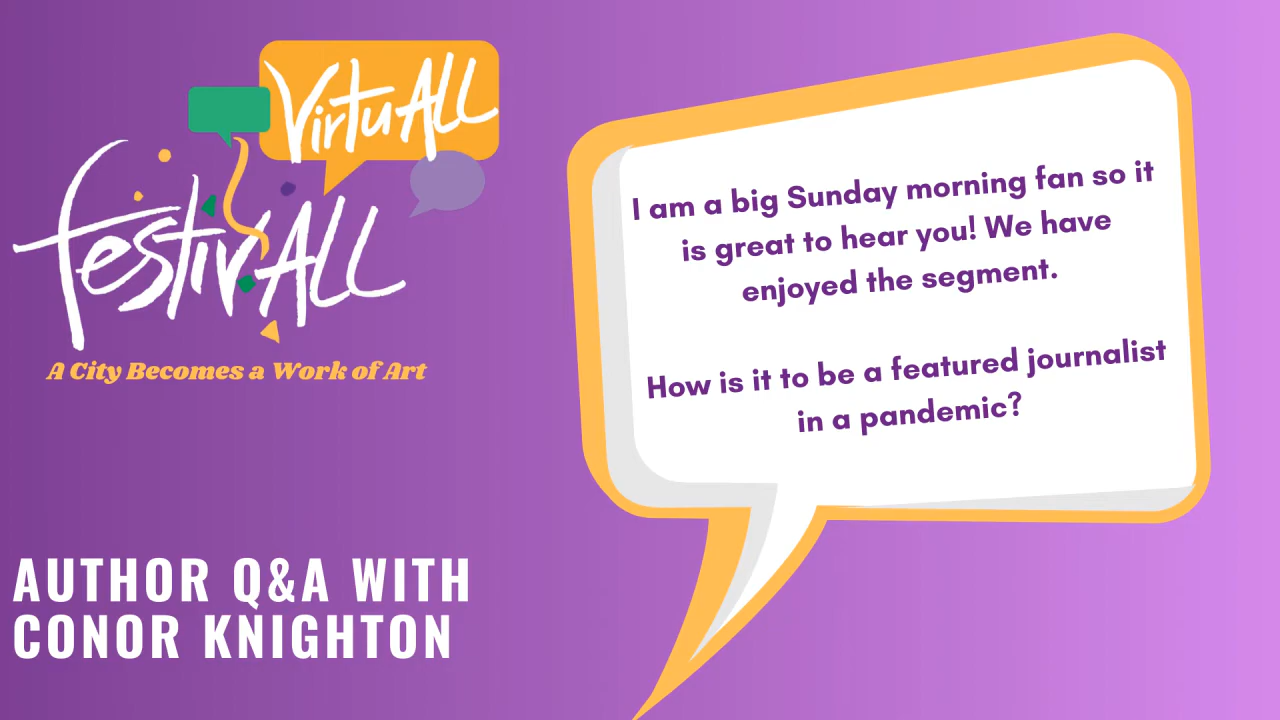 VirtuALL
festivALL
A City Becomes a Work of Art
AUTHOR Q&A WITH
CONOR KNIGHTON
I am a big Sunday morning fan so it
is great to hear you! We have
enjoyed the segment.
How is it to be a featured journalist
in a pandemic?